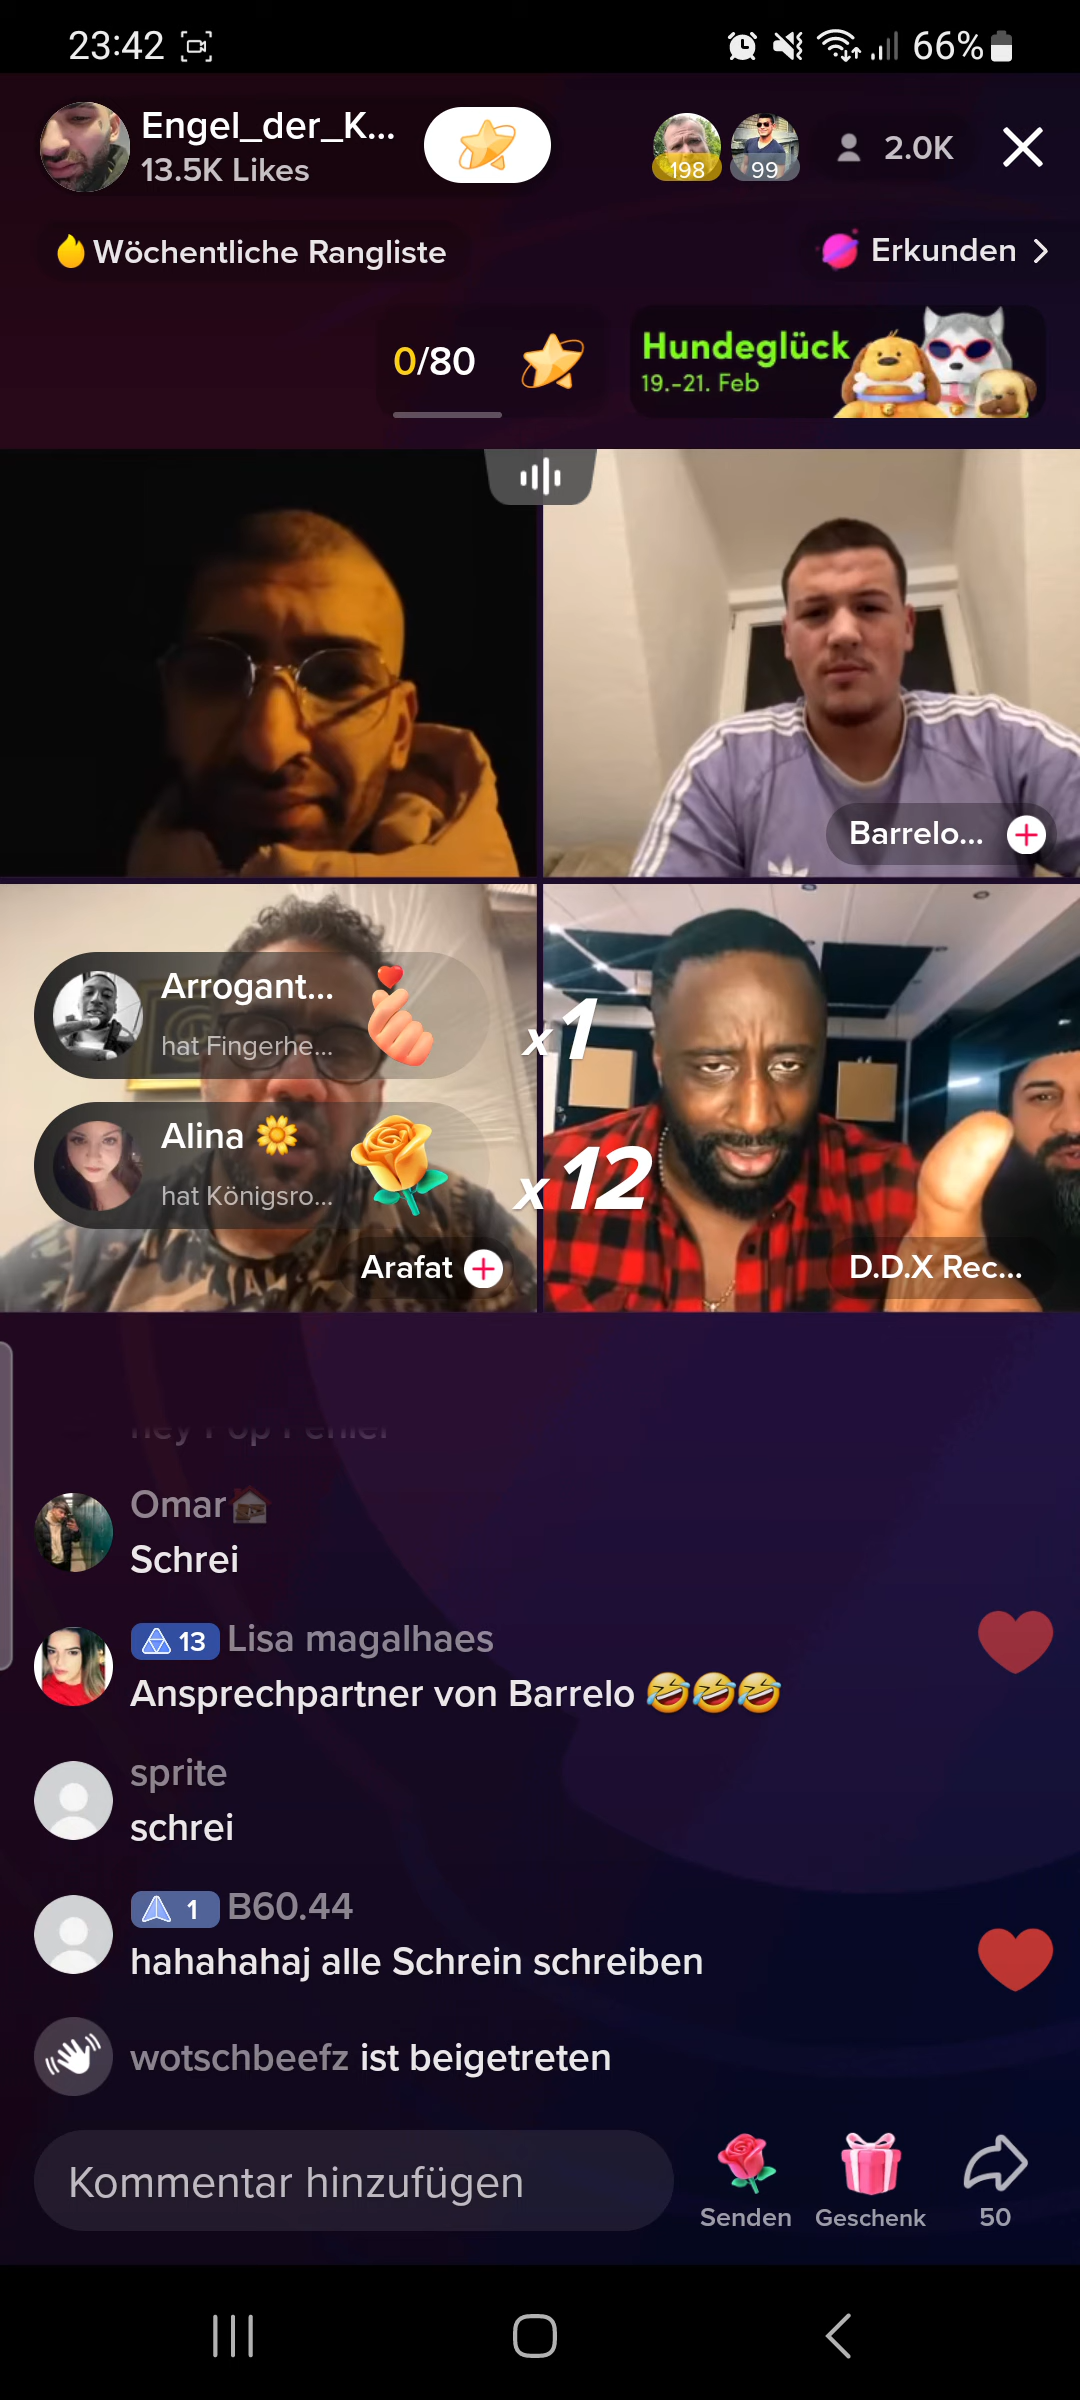 23:42
66%
Engel_der_K...
13.5K Likes
198
99
2.0K
Wöchentliche Rangliste
Erkunden
0/80
Hundeglück
19.-21. Feb
Barrelo...
Arrogant...
hat Fingerhe...
x1
Alina
hat Königsro...
x12
Arafat
D.D.X Rec...
Omar
Schrei
13 Lisa magalhaes
Ansprechpartner von Barrelo 🤣🤣🤣
sprite
schrei
1 B60.44
hahahahaj alle Schrein schreiben
wotschbeefz ist beigetreten
Kommentar hinzufügen
Senden
Geschenk
50